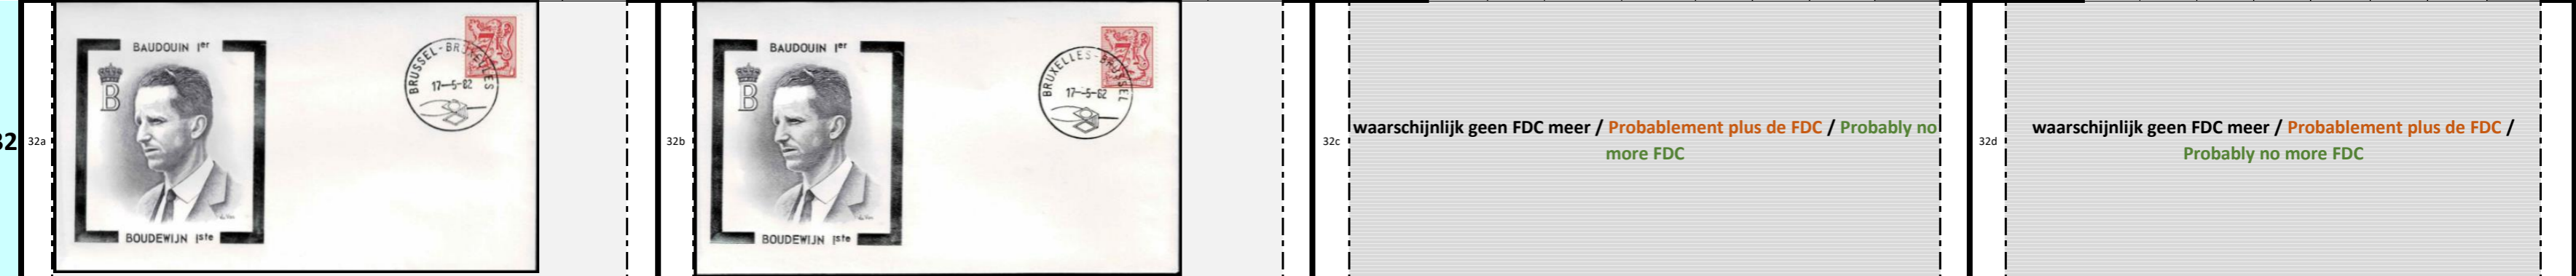 32
32a
BAUDOUIN Ier
B
BOUDEWIJN Iste
BRUSSEL-BRUXELLES
17-5-82
32b
BAUDOUIN Ier
B
BOUDEWIJN Iste
BRUXELLES-BRUSSEL
17-5-82
32c
waarschijnlijk geen FDC meer / Probablement plus de FDC / Probably no
more FDC
32d
waarschijnlijk geen FDC meer / Probablement plus de FDC /
Probably no more FDC